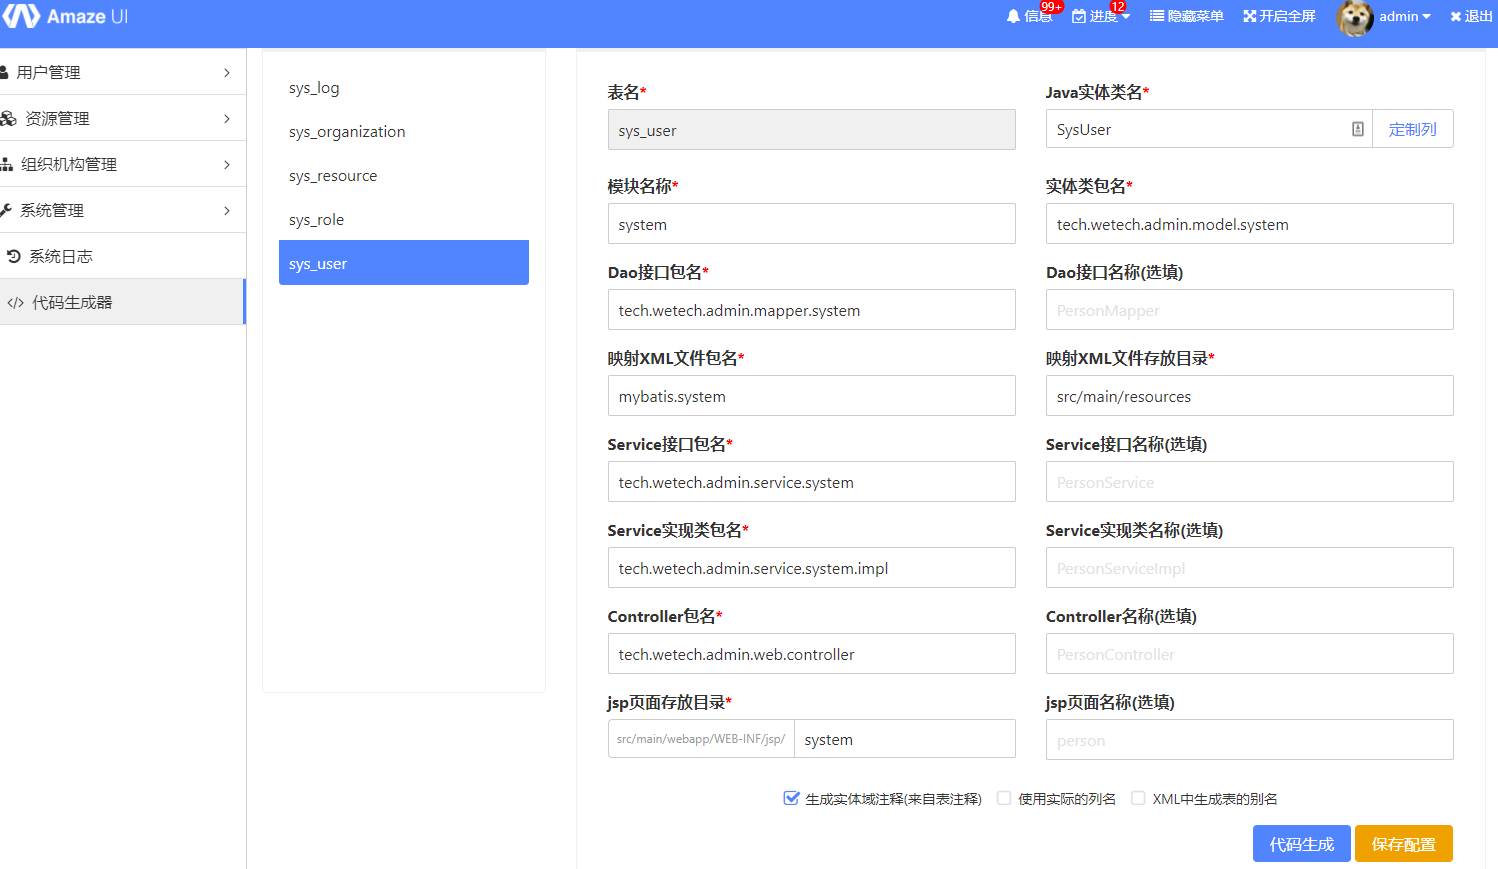 Amaze UI
信息 99+
进度 12
隐藏菜单
开启全屏
admin
退出
用户管理
资源管理
组织机构管理
系统管理
系统日志
代码生成器
sys_log
sys_organization
sys_resource
sys_role
sys_user
表名*
sys_user
Java实体类名*
SysUser
定制列
模块名称*
system
实体类包名*
tech.wetech.admin.model.system
Dao接口包名*
tech.wetech.admin.mapper.system
Dao接口名称(选填)
PersonMapper
映射XML文件包名*
mybatis.system
映射XML文件存放目录*
src/main/resources
Service接口包名*
tech.wetech.admin.service.system
Service接口名称(选填)
PersonService
Service实现类包名*
tech.wetech.admin.service.system.impl
Service实现类名称(选填)
PersonServiceImpl
Controller包名*
tech.wetech.admin.web.controller
Controller名称(选填)
PersonController
jsp页面存放目录*
src/main/webapp/WEB-INF/jsp/
system
jsp页面名称(选填)
person
生成实体域注释(来自表注释)
使用实际的列名
XML中生成表的别名
代码生成
保存配置